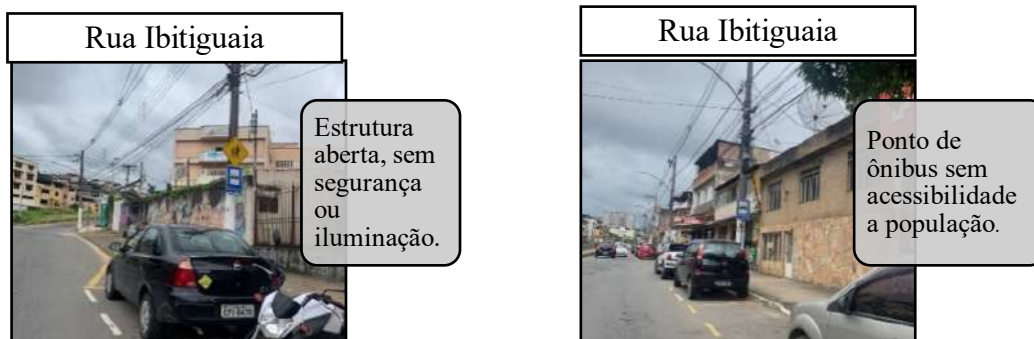 Rua Ibitiguaia
Estrutura
aberta, sem
segurança
ou
iluminação.
Rua Ibitiguaia
Ponto de
ônibus sem
acessibilidade
a população.